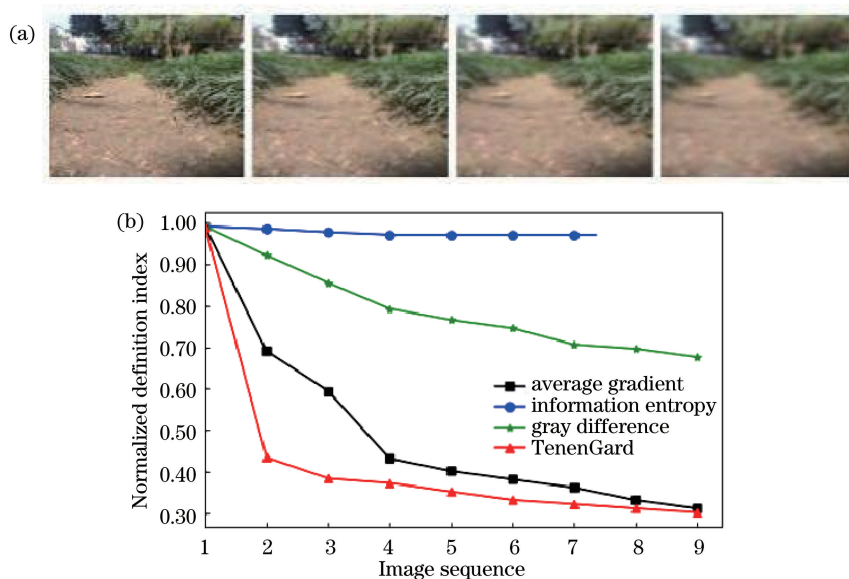 (a)
(b)
1.00
0.90
0.80
0.70
0.60
0.50
0.40
0.30
Normalized definition index
average gradient
information entropy
gray difference
TenenGard
1 2 3 4 5 6 7 8 9
Image sequence